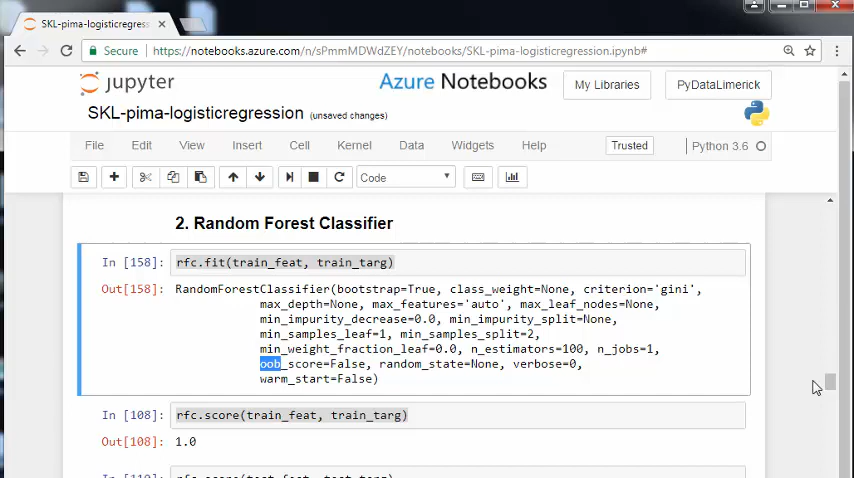 SKL-pima-logisticregress
Secure https://notebooks.azure.com/n/sPmmMDWdZEY/notebooks/SKL-pima-logisticregression.ipynb#
jupyter Azure Notebooks My Libraries PyDataLimerick
SKL-pima-logisticregression (unsaved changes)
File Edit View Insert Cell Kernel Data Widgets Help Trusted Python 3.6
Code
2. Random Forest Classifier
In [158] rfc.fit(train_feat, train_targ)
Out[158]: RandomForestClassifier(bootstrap=True, class_weight=None, criterion='gini',
max_depth=None, max_features='auto', max_leaf_nodes=None,
min_impurity_decrease=0.0, min_impurity_split=None,
min_samples_leaf=1, min_samples_split=2,
min_weight_fraction_leaf=0.0, n_estimators=100, n_jobs=1,
oob_score=False, random_state=None, verbose=0,
warm_start=False)
In [108] rfc.score(train_feat, train_targ)
Out[108]: 1.0